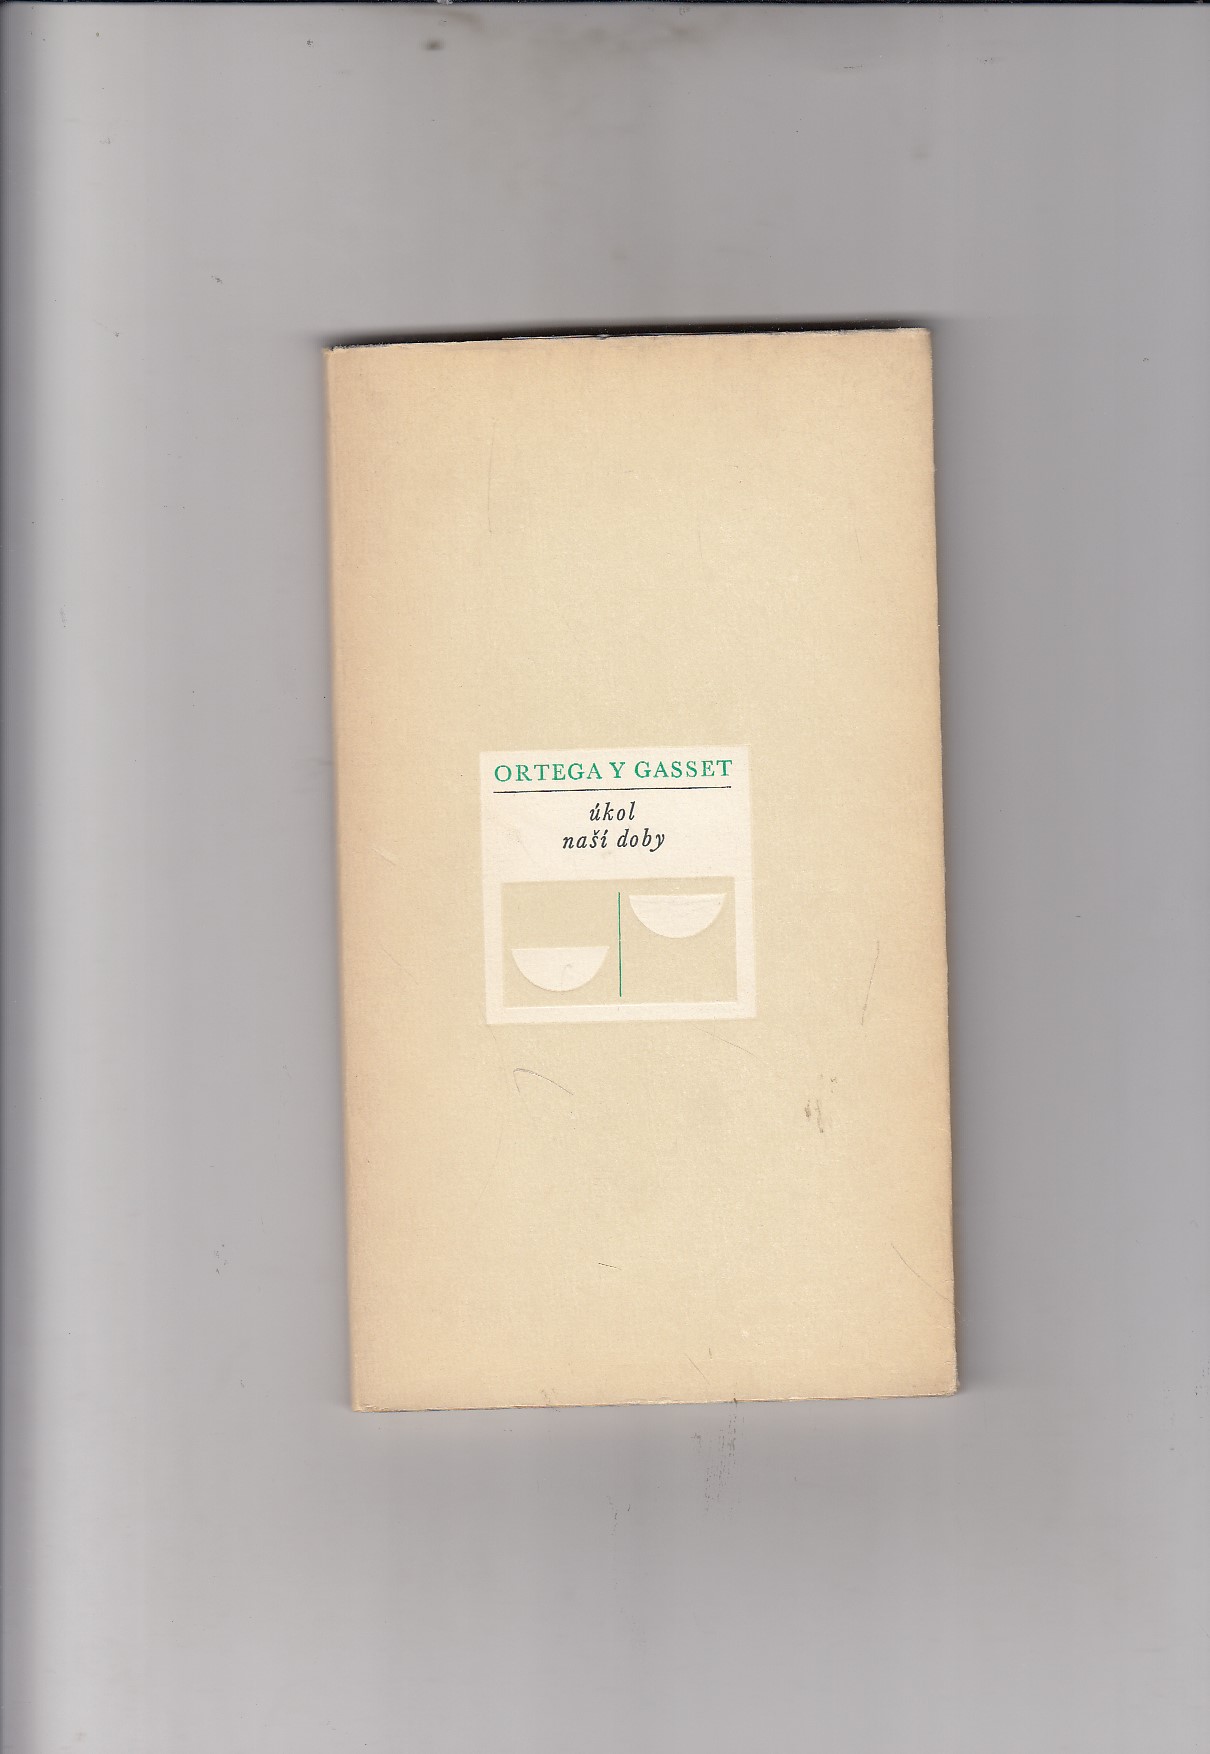 ORTEGA Y GASSET
úkol
naší doby